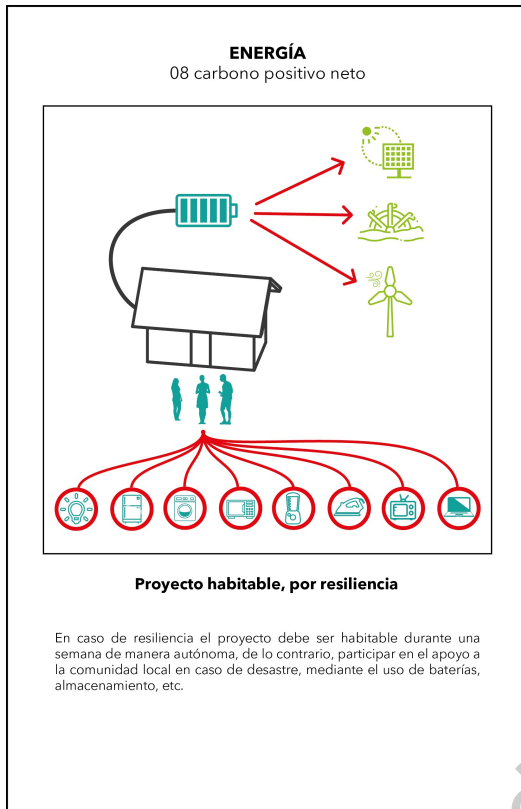 ENERGÍA
08 carbono positivo neto
Proyecto habitable, por resiliencia
En caso de resiliencia el proyecto debe ser habitable durante una
semana de manera autónoma, de lo contrario, participar en el apoyo a
la comunidad local en caso de desastre, mediante el uso de baterías,
almacenamiento, etc.